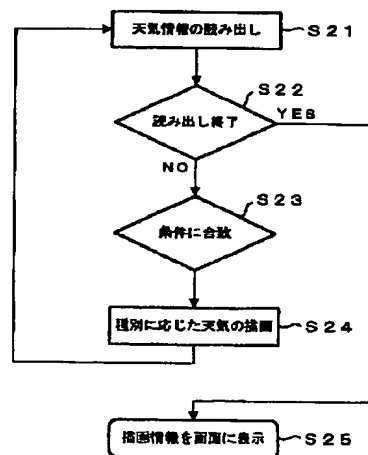 天気情報の読み出し
S21
S22
読み出し終了
YES
NO
S23
条件に合致
種別に応じた天気の描画
S24
描画情報を画面に表示
S25